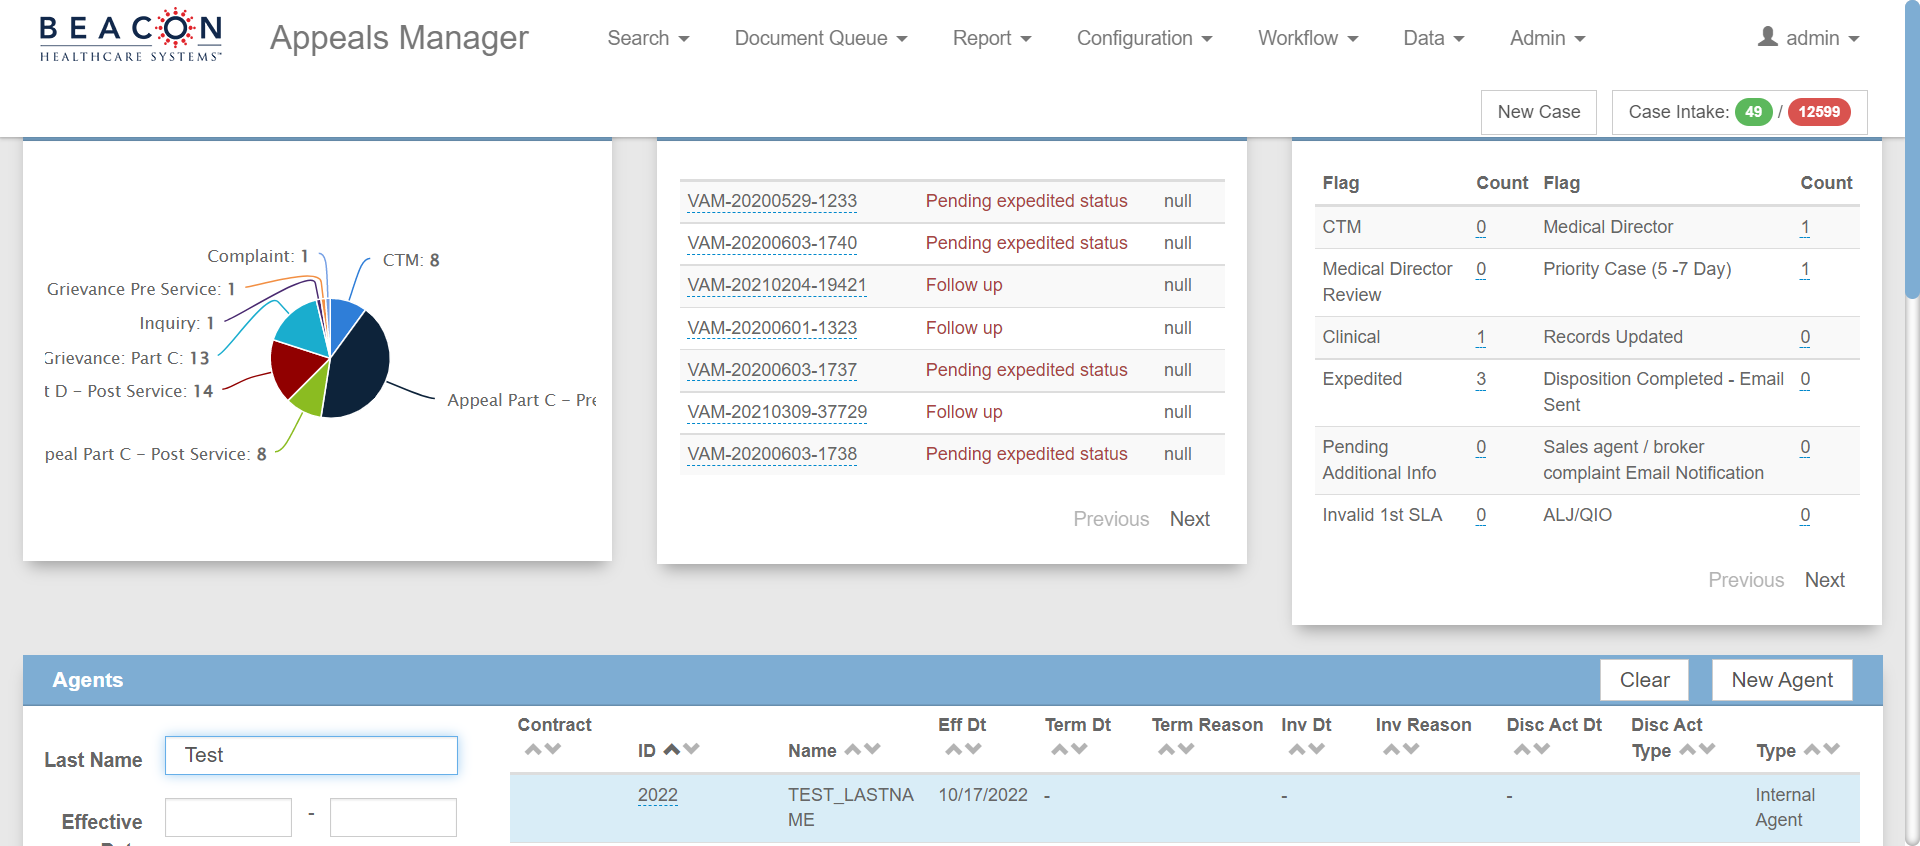 BEACON
HEALTHCARE SYSTEMS™
Appeals Manager
Search
Document Queue
Report
Configuration
Workflow
Data
Admin
admin
New Case
Case Intake: 49 / 12599
Complaint: 1
CTM: 8
Grievance Pre Service: 1
Inquiry: 1
Grievance: Part C: 13
t D – Post Service: 14
Appeal Part C – Pre
peal Part C – Post Service: 8
VAM-20200529-1233 Pending expedited status null
VAM-20200603-1740 Pending expedited status null
VAM-20210204-19421 Follow up null
VAM-20200601-1323 Follow up null
VAM-20200603-1737 Pending expedited status null
VAM-20210309-37729 Follow up null
VAM-20200603-1738 Pending expedited status null
Previous Next
Flag Count Flag Count
CTM 0 Medical Director 1
Medical Director Review 0 Priority Case (5 -7 Day) 1
Clinical 1 Records Updated 0
Expedited 3 Disposition Completed - Email Sent 0
Pending Additional Info 0 Sales agent / broker complaint Email Notification 0
Invalid 1st SLA 0 ALJ/QIO 0
Previous Next
Agents
Clear
New Agent
Last Name Test
Effective -
Contract ID Name Eff Dt Term Dt Term Reason Inv Dt Inv Reason Disc Act Dt Disc Act Type Type
2022 TEST_LASTNAME 10/17/2022 - - - Internal Agent